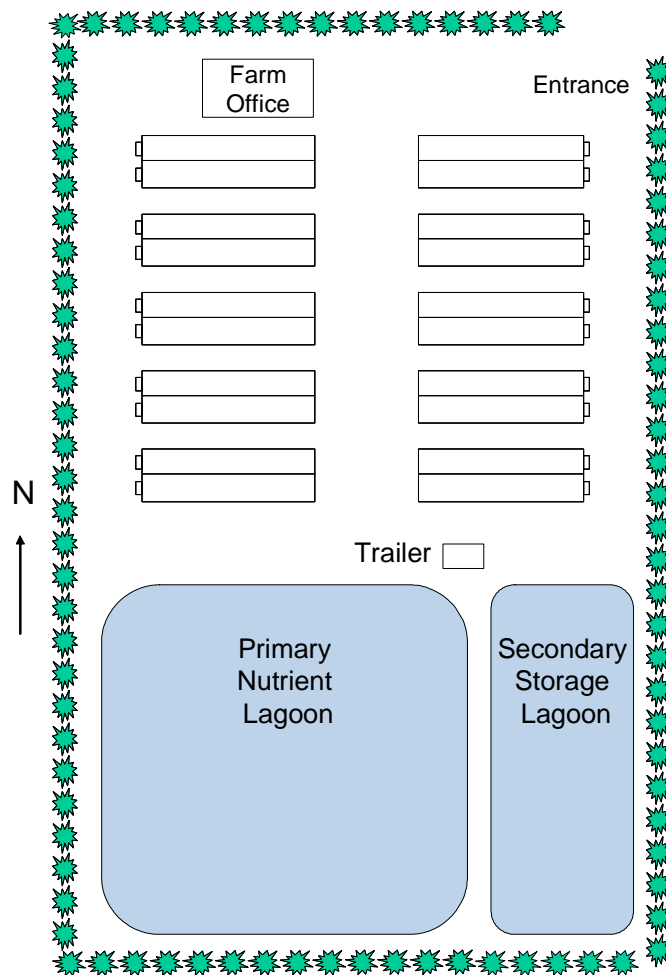 Farm
Office
Entrance
N
Trailer
Primary
Nutrient
Lagoon
Secondary
Storage
Lagoon